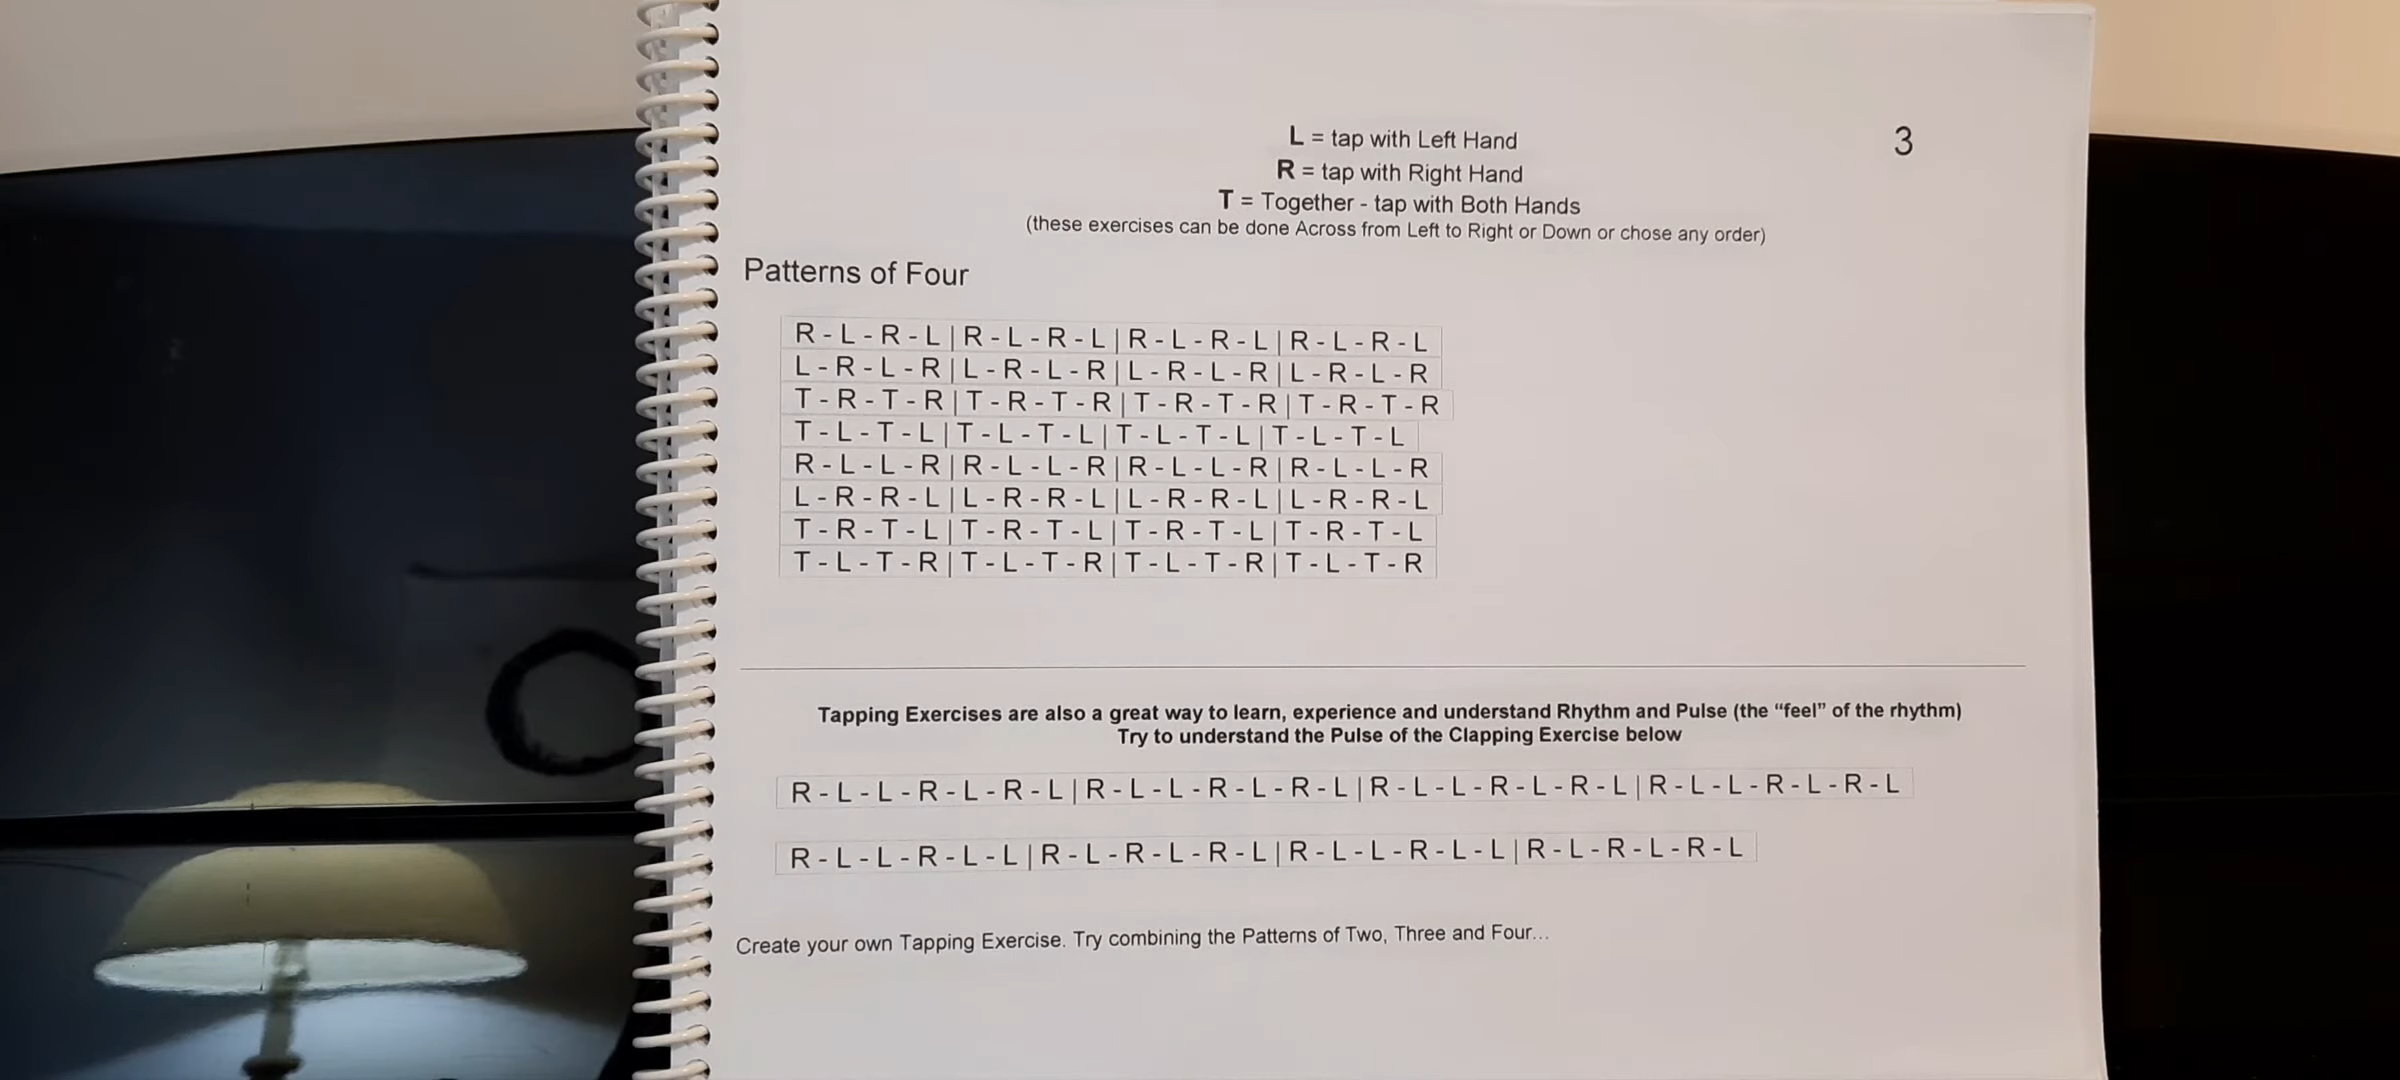 3
L = tap with Left Hand
R = tap with Right Hand
T = Together - tap with Both Hands
(these exercises can be done Across from Left to Right or Down or chose any order)
Patterns of Four
R - L - R - L | R - L - R - L | R - L - R - L | R - L - R - L
L - R - L - R | L - R - L - R | L - R - L - R | L - R - L - R
T - R - T - R | T - R - T - R | T - R - T - R | T - R - T - R
T - L - T - L | T - L - T - L | T - L - T - L | T - L - T - L
R - L - L - R | R - L - L - R | R - L - L - R | R - L - L - R
L - R - R - L | L - R - R - L | L - R - R - L | L - R - R - L
T - R - T - L | T - R - T - L | T - R - T - L | T - R - T - L
T - L - T - R | T - L - T - R | T - L - T - R | T - L - T - R
Tapping Exercises are also a great way to learn, experience and understand Rhythm and Pulse (the “feel” of the rhythm)
Try to understand the Pulse of the Clapping Exercise below
R - L - L - R - L - R - L | R - L - L - R - L - R - L | R - L - L - R - L - R - L | R - L - L - R - L - R - L
R - L - L - R - L - L | R - L - R - L - R - L | R - L - L - R - L - L | R - L - R - L - R - L
Create your own Tapping Exercise. Try combining the Patterns of Two, Three and Four...